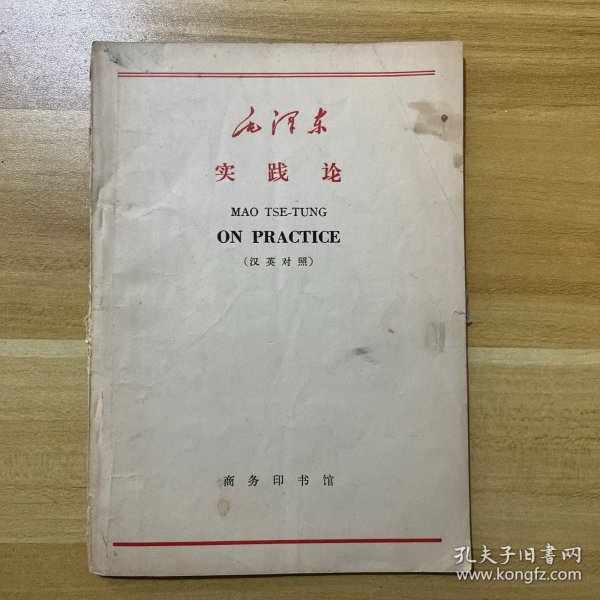 毛泽东
实践论
MAO TSE-TUNG
ON PRACTICE
(汉英对照)
商务印书馆
孔夫子旧書网
www.kongfz.com